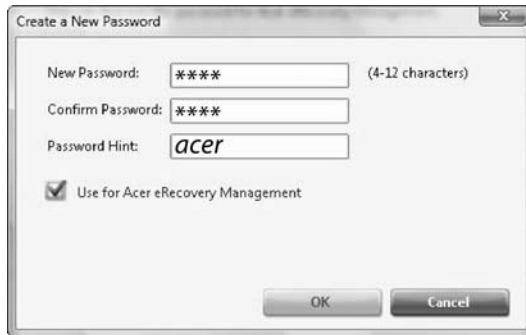 Create a New Password
New Password: **** (4-12 characters)
Confirm Password: ****
Password Hint: acer
Use for Acer eRecovery Management
OK Cancel